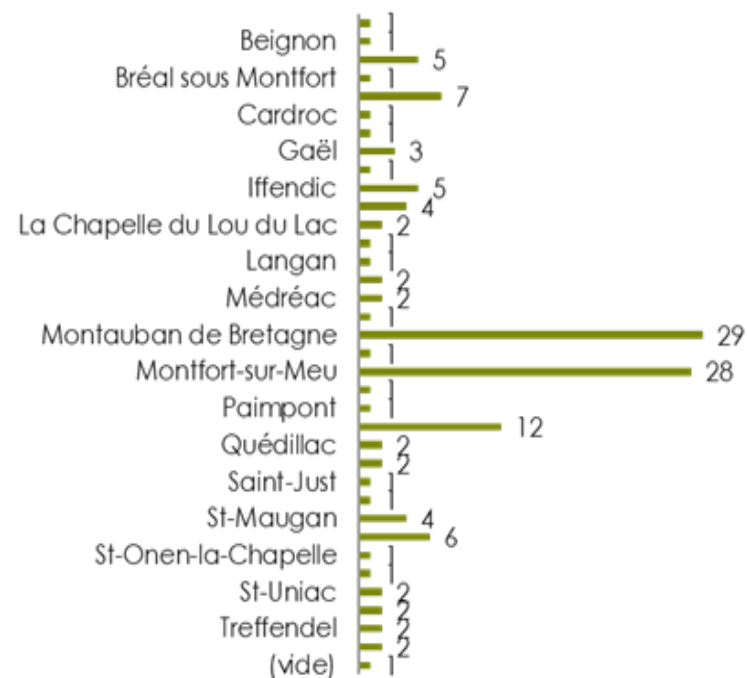 1
Beignon 1
5
Bréal sous Montfort 1
7
Cardroc 1
1
Gaël 3
1
Iffendic 5
4
La Chapelle du Lou du Lac 2
1
Langan 1
2
Médréac 2
1
Montauban de Bretagne 29
1
Montfort-sur-Meu 28
1
Paimpont 1
12
Quédillac 2
2
Saint-Just 1
1
St-Maugan 4
6
St-Onen-la-Chapelle 1
1
St-Uniac 2
2
Treffendel 2
2
(vide) 1